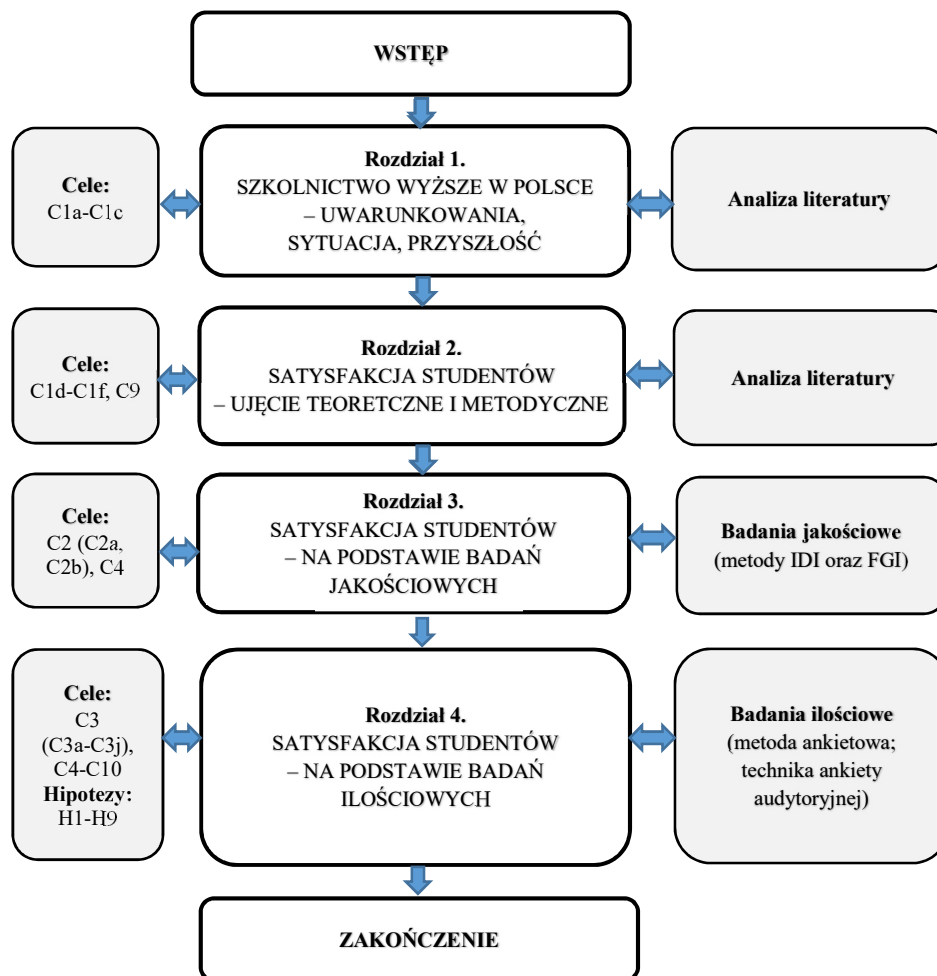 WSTĘP
Cele:
C1a-C1c
Rozdział 1.
SZKOLNICTWO WYŻSZE W POLSCE
– UWARUNKOWANIA,
SYTUACJA, PRZYSZŁOŚĆ
Analiza literatury
Cele:
C1d-C1f, C9
Rozdział 2.
SATYSFAKCJA STUDENTÓW
– UJĘCIE TEORETCZNE I METODYCZNE
Analiza literatury
Cele:
C2 (C2a,
C2b), C4
Rozdział 3.
SATYSFAKCJA STUDENTÓW
– NA PODSTAWIE BADAŃ
JAKOŚCIOWYCH
Badania jakościowe
(metody IDI oraz FGI)
Cele:
C3
(C3a-C3j),
C4-C10
Hipotezy:
H1-H9
Rozdział 4.
SATYSFAKCJA STUDENTÓW
– NA PODSTAWIE BADAŃ
ILOŚCIOWYCH
Badania ilościowe
(metoda ankietowa;
technika ankiety
audytoryjnej)
ZAKOŃCZENIE